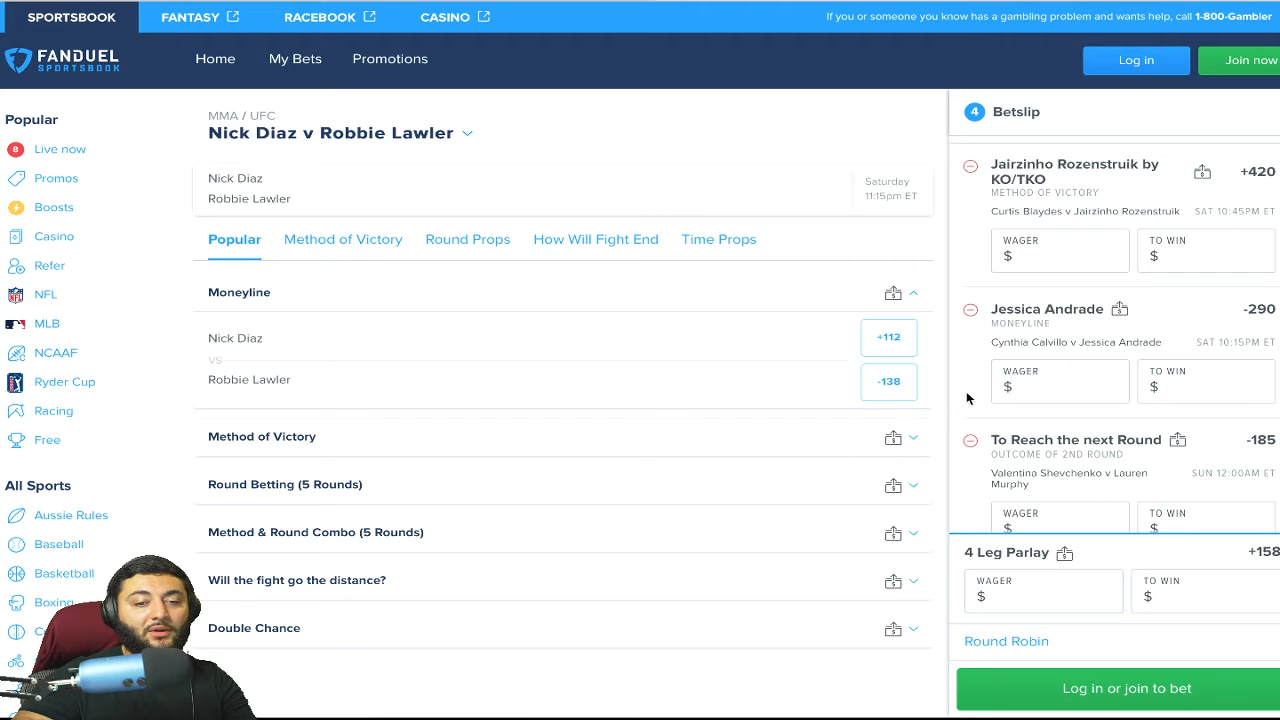 SPORTSBOOK
FANTASY
RACEBOOK
CASINO
If you or someone you know has a gambling problem and wants help, call 1-800-Gambler
FANDUEL
SPORTSBOOK
Home
My Bets
Promotions
Log in
Join now
Popular
8
Live now
Promos
Boosts
Casino
Refer
NFL
MLB
NCAAF
Ryder Cup
Racing
Free
All Sports
Aussie Rules
Baseball
Basketball
Boxing
MMA / UFC
Nick Diaz v Robbie Lawler
Nick Diaz
Robbie Lawler
Saturday
11:15pm ET
Popular
Method of Victory
Round Props
How Will Fight End
Time Props
Moneyline
Nick Diaz
+112
VS
Robbie Lawler
-138
Method of Victory
Round Betting (5 Rounds)
Method & Round Combo (5 Rounds)
Will the fight go the distance?
Double Chance
4 Betslip
Jairzinho Rozenstruik by
KO/TKO
+420
METHOD OF VICTORY
Curtis Blaydes v Jairzinho Rozenstruik
SAT 10:45PM ET
WAGER
$
TO WIN
$
Jessica Andrade
-290
MONEYLINE
Cynthia Calvillo v Jessica Andrade
SAT 10:15PM ET
WAGER
$
TO WIN
$
To Reach the next Round
-185
OUTCOME OF 2ND ROUND
Valentina Shevchenko v Lauren
Murphy
SUN 12:00AM ET
WAGER
$
TO WIN
$
4 Leg Parlay
+158
WAGER
$
TO WIN
$
Round Robin
Log in or join to bet